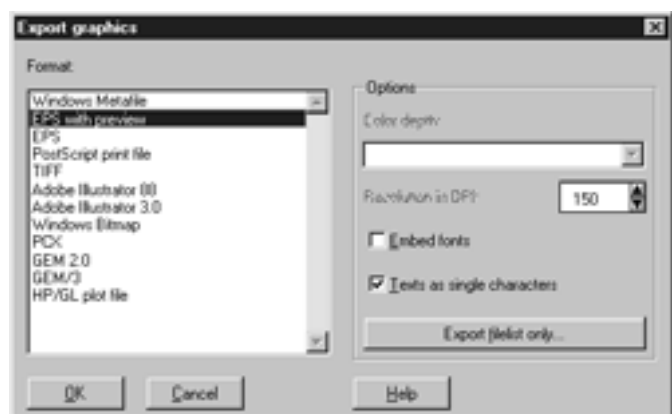 Export graphics
Format:
Windows Metafile
EPS with preview
EPS
PostScript print file
TIFF
Adobe Illustrator 88
Adobe Illustrator 3.0
Windows Bitmap
PCX
GEM 2.0
GEM/3
HP/GL plot file
Options
Color depth:
Resolution in DPI:
150
Embed fonts
Texts as single characters
Export filelist only...
OK
Cancel
Help